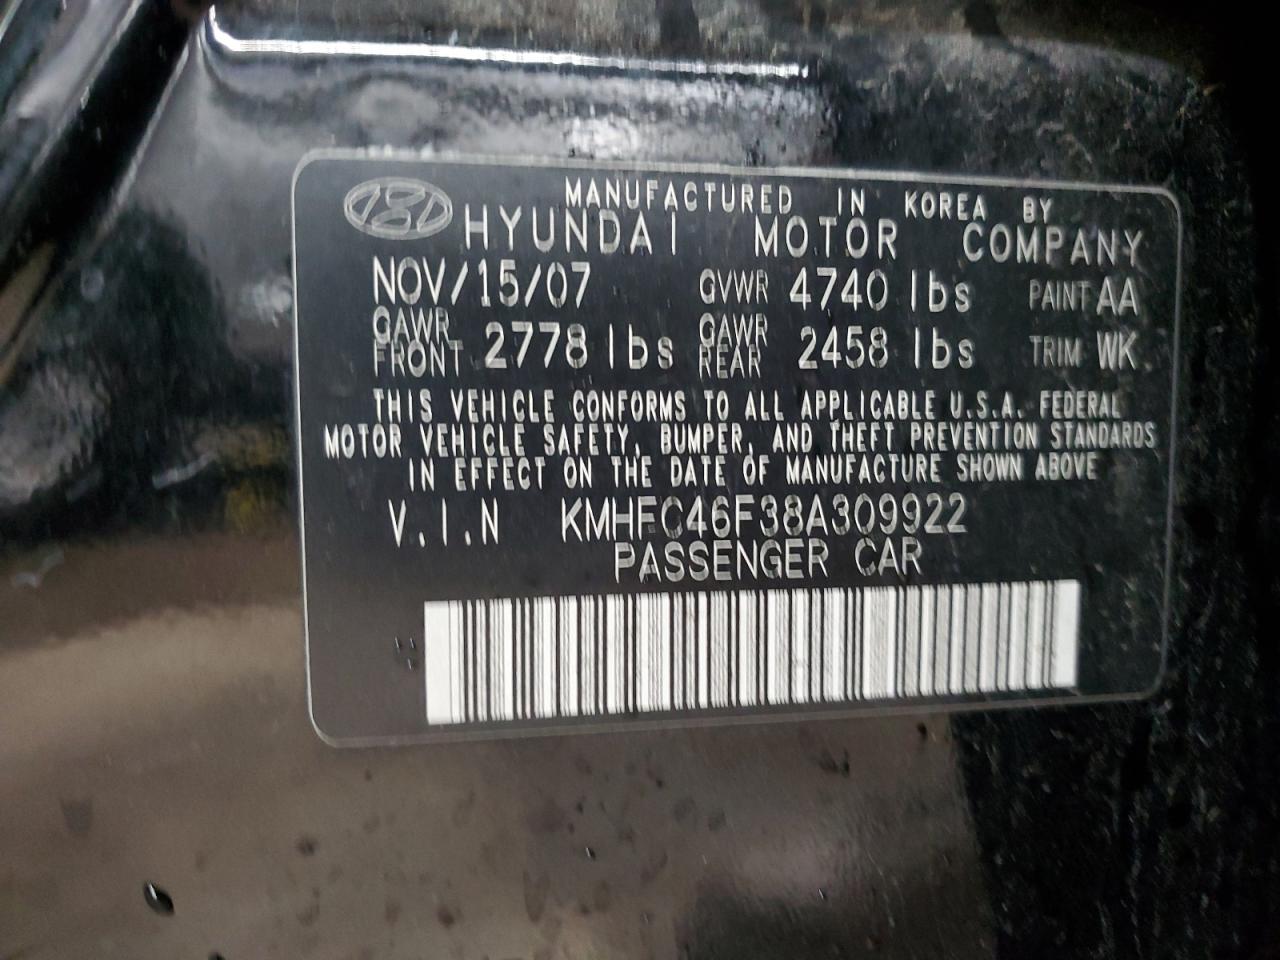 MANUFACTURED IN KOREA BY
HYUNDAI MOTOR COMPANY
NOV/15/07 GVWR 4740 lbs PAINT AA
GAWR FRONT 2778 lbs GAWR REAR 2458 lbs TRIM WK
THIS VEHICLE CONFORMS TO ALL APPLICABLE U.S.A. FEDERAL
MOTOR VEHICLE SAFETY, BUMPER, AND THEFT PREVENTION STANDARDS
IN EFFECT ON THE DATE OF MANUFACTURE SHOWN ABOVE
V.I.N KMHFC46F38A309922
PASSENGER CAR